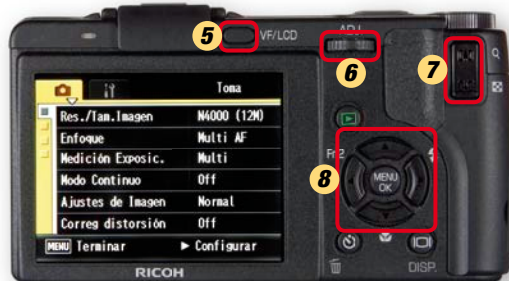 5 VF/LCD
ADJ.
6
7
Toma
Res./Tam.Imagen N4000 (12M)
Enfoque Multi AF
Medición Exposic. Multi
Modo Continuo Off
Ajustes de Imagen Normal
Correg distorsión Off
MENU Terminar ► Configurar
Fn2
MENU
OK
8
DISP.
RICOH